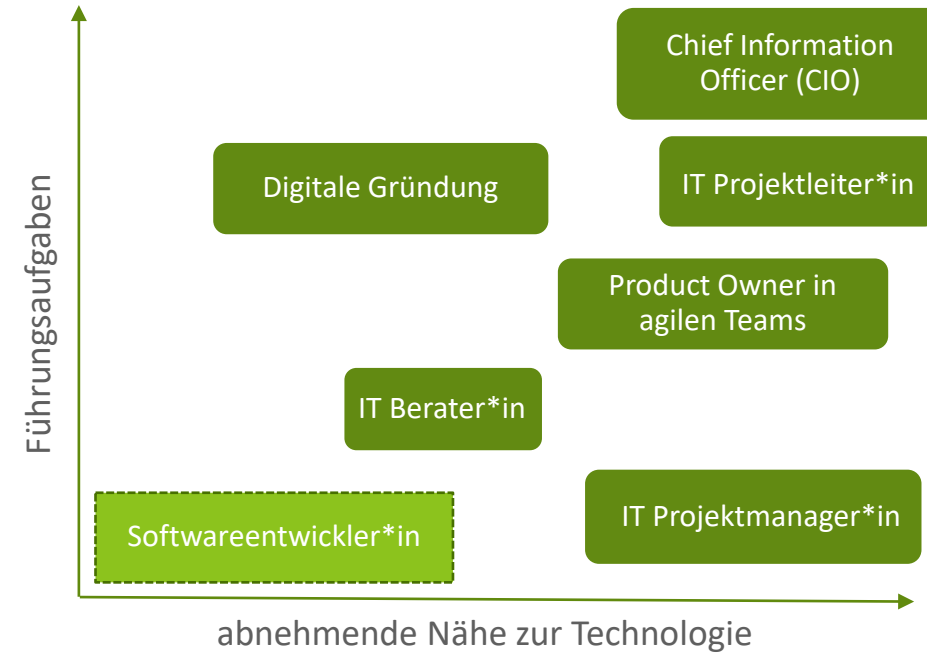 Chief Information
Officer (CIO)
Digitale Gründung
IT Projektleiter*in
Product Owner in
agilen Teams
IT Berater*in
Softwareentwickler*in
IT Projektmanager*in
Führungsaufgaben
abnehmende Nähe zur Technologie